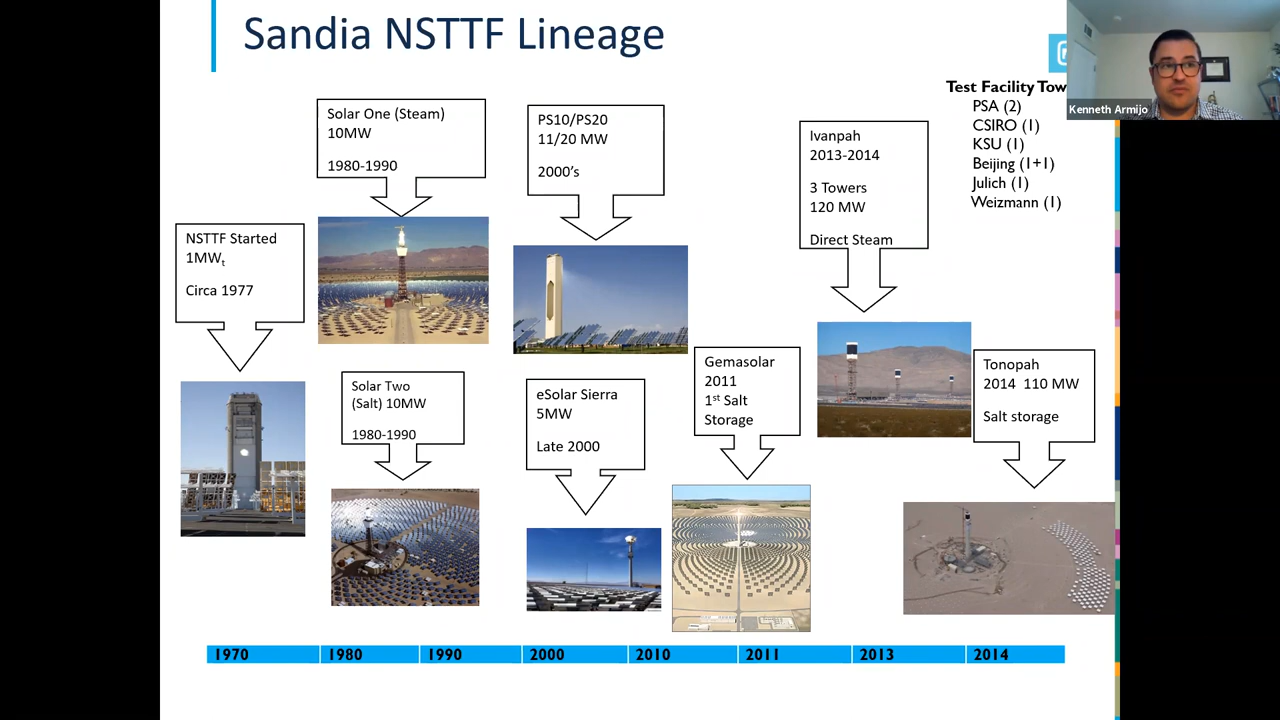 Sandia NSTTF Lineage
Kenneth Armijo
Test Facility Tow
PSA (2)
CSIRO (1)
KSU (1)
Beijing (1+1)
Julich (1)
Weizmann (1)
NSTTF Started
1MWt
Circa 1977
Solar One (Steam)
10MW
1980-1990
Solar Two
(Salt) 10MW
1980-1990
PS10/PS20
11/20 MW
2000's
eSolar Sierra
5MW
Late 2000
Gemasolar
2011
1st Salt
Storage
Ivanpah
2013-2014
3 Towers
120 MW
Direct Steam
Tonopah
2014 110 MW
Salt storage
1970
1980
1990
2000
2010
2011
2013
2014